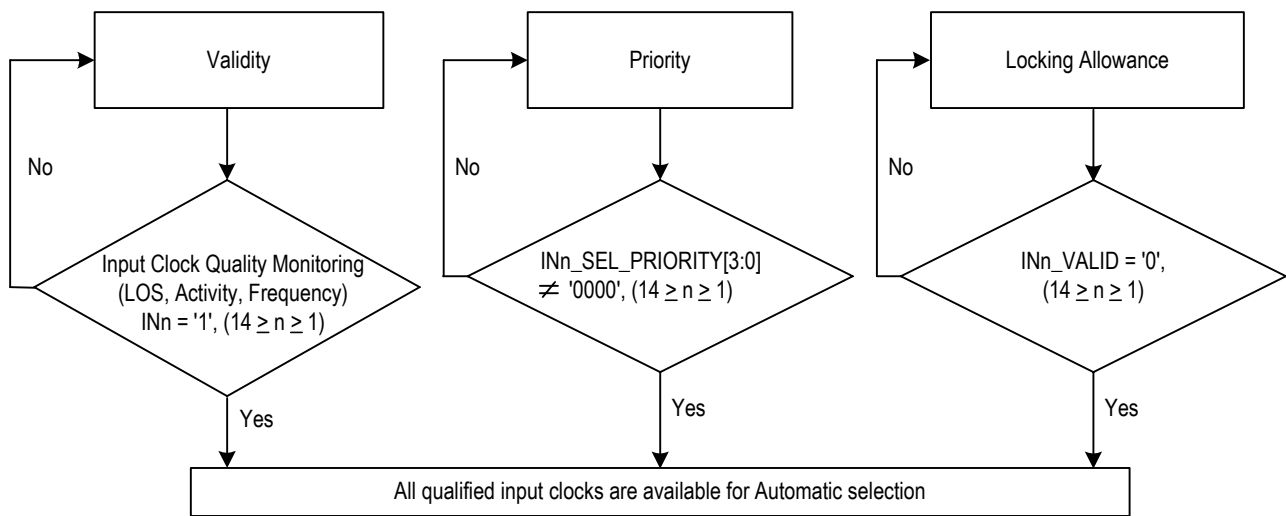 Validity
Priority
Locking Allowance
No
No
No
Input Clock Quality Monitoring
(LOS, Activity, Frequency)
INn = '1', (14 ≥ n ≥ 1)
INn_SEL_PRIORITY[3:0]
≠ '0000', (14 ≥ n ≥ 1)
INn_VALID = '0',
(14 ≥ n ≥ 1)
Yes
Yes
Yes
All qualified input clocks are available for Automatic selection